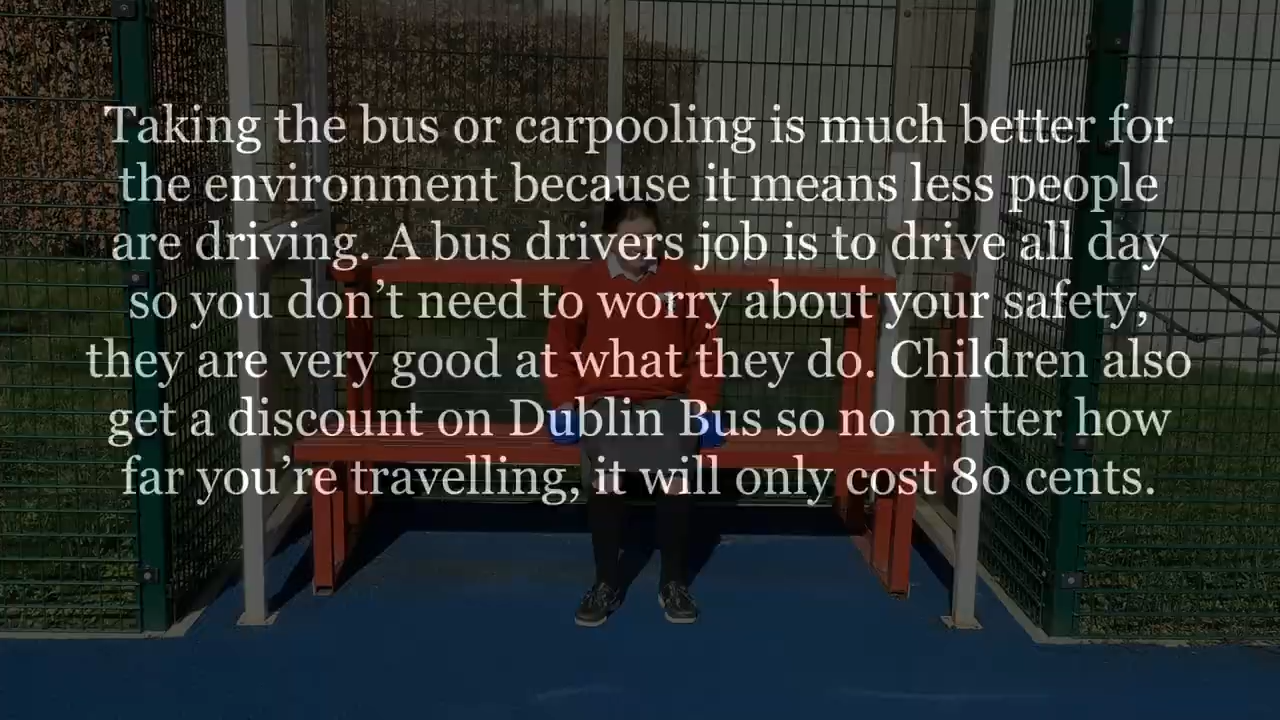 Taking the bus or carpooling is much better for
the environment because it means less people
are driving. A bus drivers job is to drive all day
so you don’t need to worry about your safety,
they are very good at what they do. Children also
get a discount on Dublin Bus so no matter how
far you’re travelling, it will only cost 80 cents.